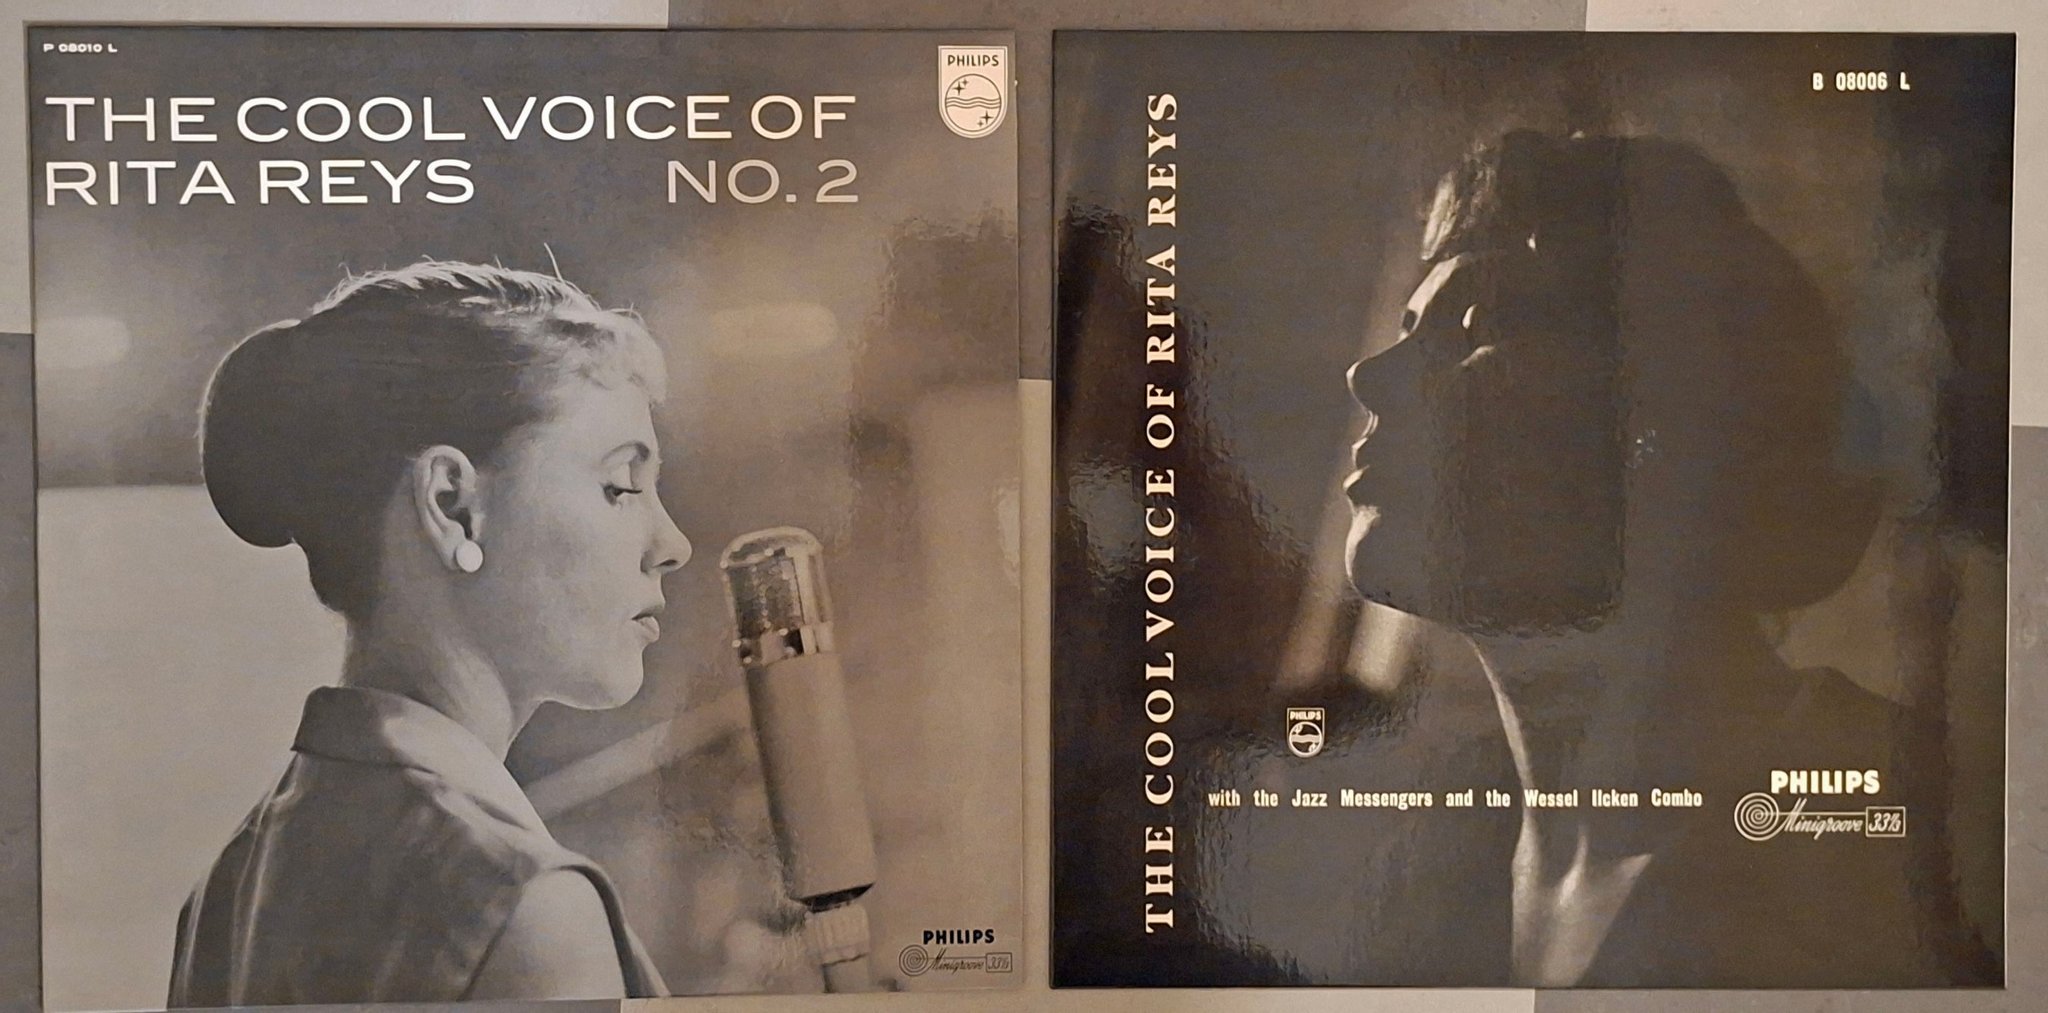 P 08010 L
PHILIPS
THE COOL VOICE OF
RITA REYS NO. 2
PHILIPS
Minigroove 33⅓
B 08006 L
THE COOL VOICE OF RITA REYS
PHILIPS
with the Jazz Messengers and the Wessel Ilcken Combo
PHILIPS
Minigroove 33⅓